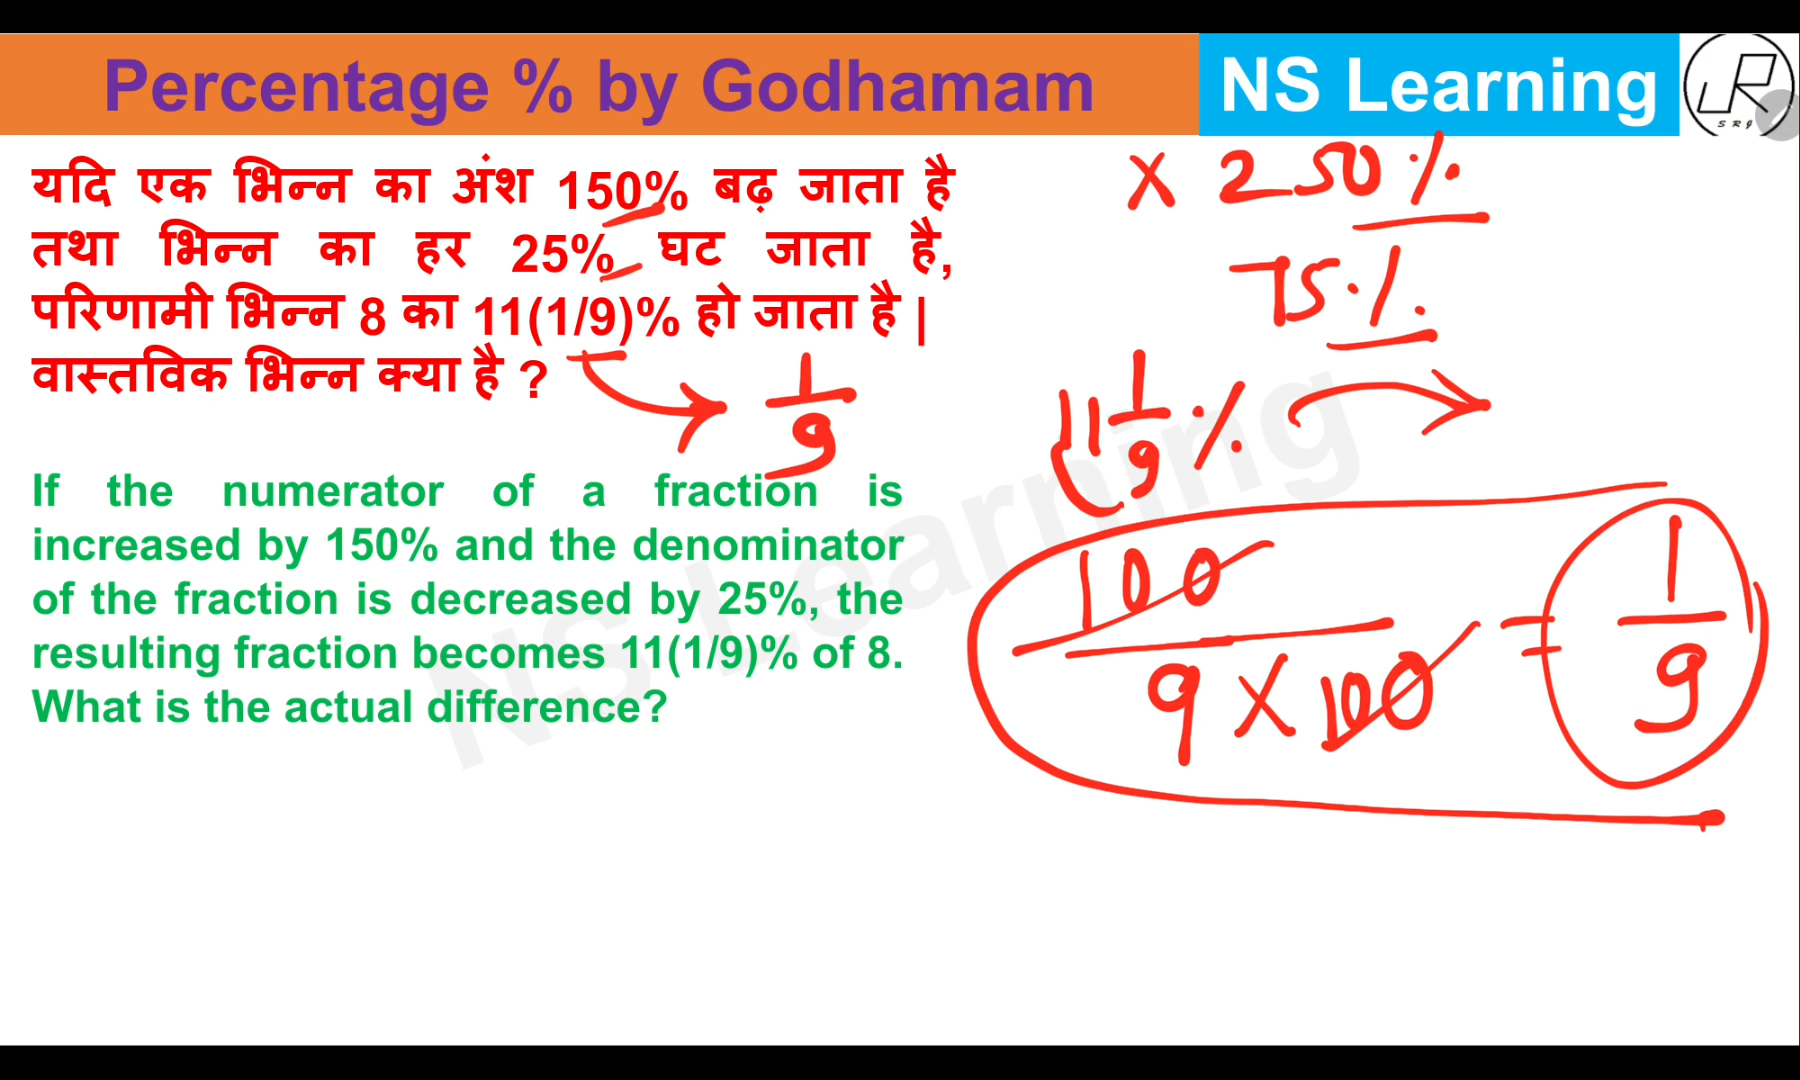 Percentage % by Godhamam
NS Learning
SRJ
यदि एक भिन्न का अंश 150% बढ़ जाता है
तथा भिन्न का हर 25% घट जाता है,
परिणामी भिन्न 8 का 11(1/9)% हो जाता है |
वास्तविक भिन्न क्या है ?
1/9
If the numerator of a fraction is
increased by 150% and the denominator
of the fraction is decreased by 25%, the
resulting fraction becomes 11(1/9)% of 8.
What is the actual difference?
x 250%
75%
11 1/9 %
100
9 x 100 = 1/9
NS Learning